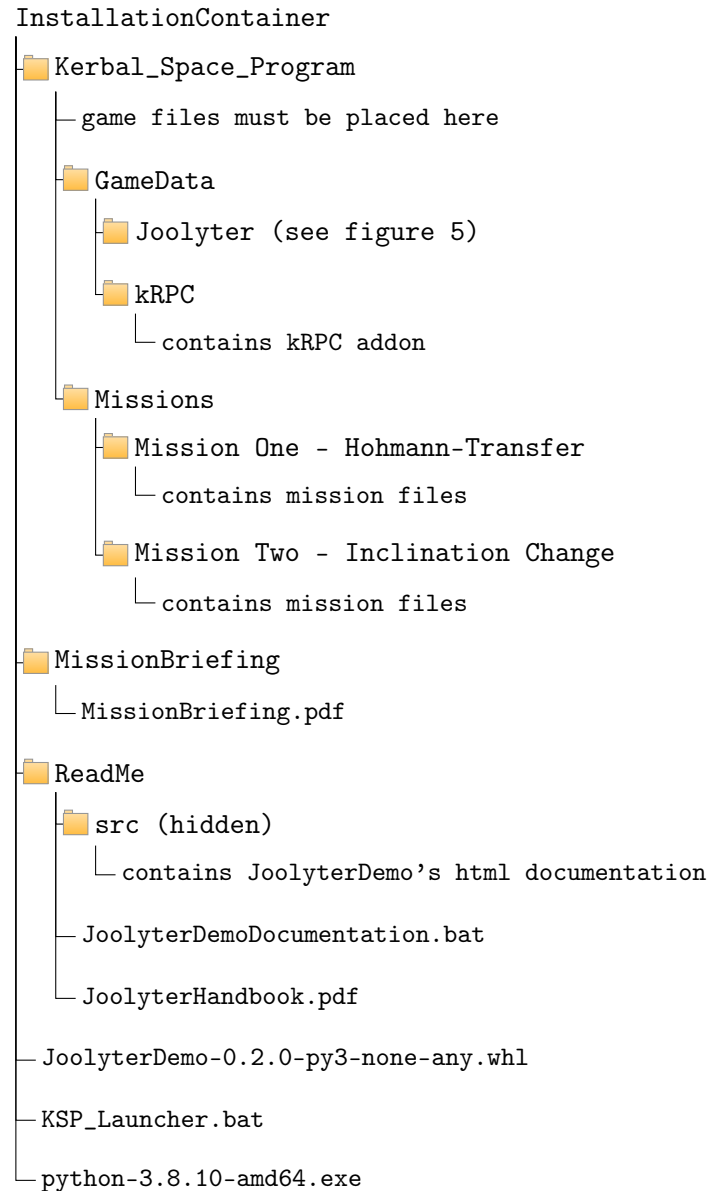 InstallationContainer
Kerbal_Space_Program
game files must be placed here
GameData
Joolyter (see figure 5)
kRPC
contains kRPC addon
Missions
Mission One - Hohmann-Transfer
contains mission files
Mission Two - Inclination Change
contains mission files
MissionBriefing
MissionBriefing.pdf
ReadMe
src (hidden)
contains JoolyterDemo's html documentation
JoolyterDemoDocumentation.bat
JoolyterHandbook.pdf
JoolyterDemo-0.2.0-py3-none-any.whl
KSP_Launcher.bat
python-3.8.10-amd64.exe